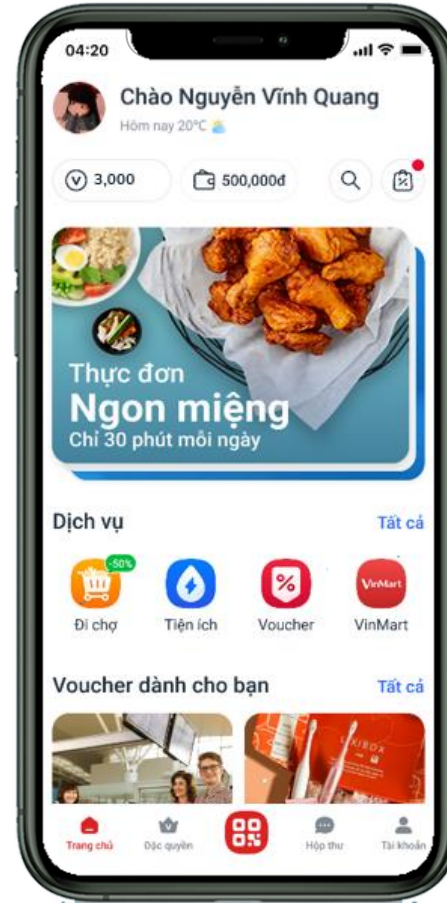 04:20
Chào Nguyễn Vĩnh Quang
Hôm nay 20°C
V 3,000
500,000đ
Thực đơn
Ngon miệng
Chỉ 30 phút mỗi ngày
Dịch vụ
Tất cả
-50%
VinMart
Đi chợ
Tiện ích
Voucher
VinMart
Voucher dành cho bạn
Tất cả
LIXIBOX
Trang chủ
Đặc quyền
Hộp thư
Tài khoản